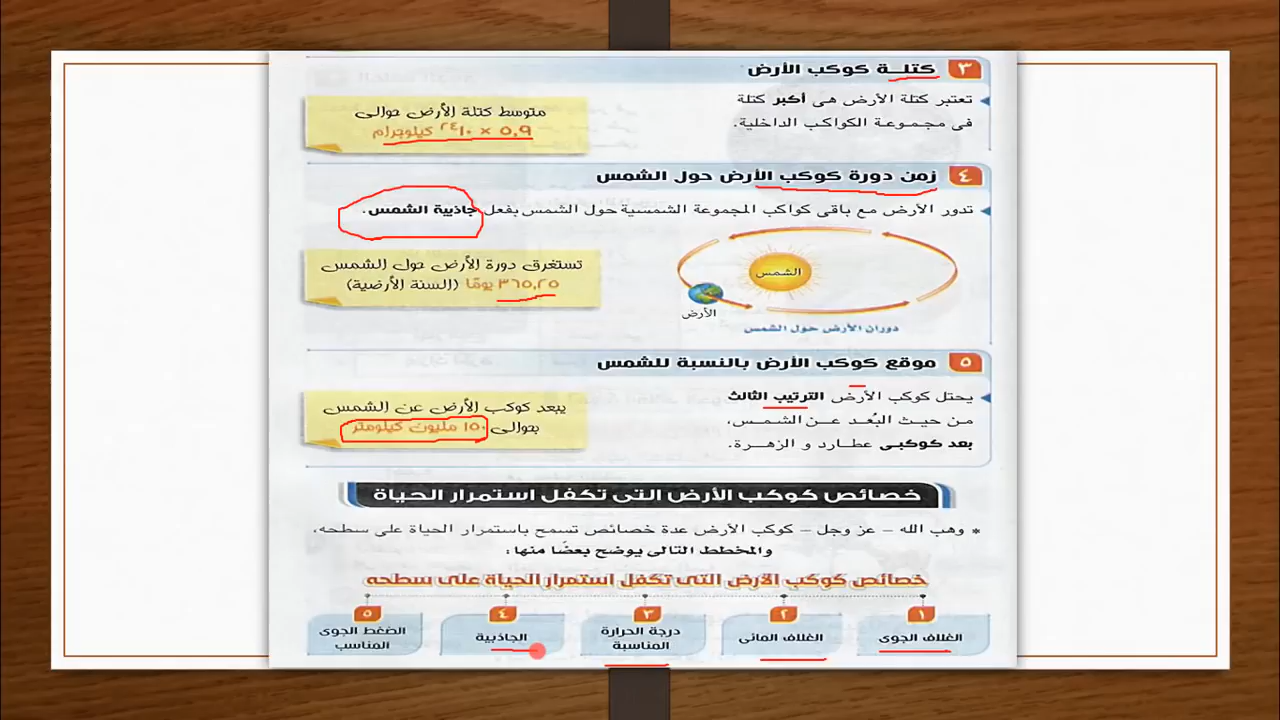 ٣ كتلــة كوكب الأرض
تعتبر كتلة الأرض هى أكبر كتلة
فى مجموعة الكواكب الداخلية.
متوسط كتلة الأرض حوالى
٥,٩ × ١٠^٢٤ كيلوجرام
٤ زمن دورة كوكب الأرض حول الشمس
تدور الأرض مع باقى كواكب المجموعة الشمسية حول الشمس بفعل جاذبية الشمس.
تستغرق دورة الأرض حول الشمس
٣٦٥,٢٥ يومًا (السنة الأرضية)
الشمس
الأرض
دوران الأرض حول الشمس
٥ موقع كوكب الأرض بالنسبة للشمس
يحتل كوكب الأرض الترتيب الثالث
من حيث البُعـد عـن الشمـس،
بعد كوكبى عطارد و الزهـرة.
يبعد كوكب الأرض عن الشمس
بحوالى ١٥٠ مليون كيلومتر
خصائص كوكب الأرض التى تكفل استمرار الحياة
* وهب الله – عز وجل – كوكب الأرض عدة خصائص تسمح باستمرار الحياة على سطحه،
والمخطط التالى يوضح بعضًا منها :
خصائص كوكب الأرض التى تكفل استمرار الحياة على سطحه
١ الغلاف الجوى
٢ الغلاف المائى
٣ درجة الحرارة المناسبة
٤ الجاذبية
٥ الضغط الجوى المناسب